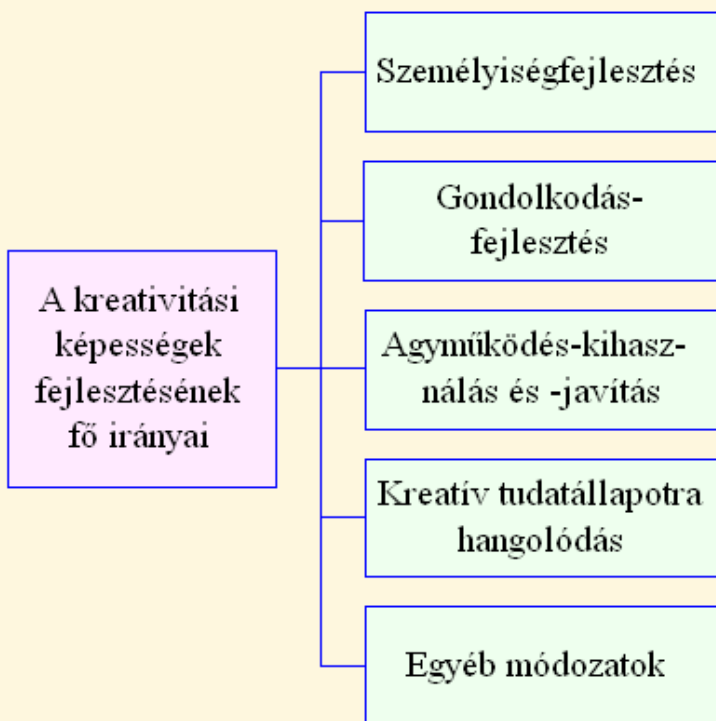 A kreativitási
képességek
fejlesztésének
fő irányai
Személyiségfejlesztés
Gondolkodás-
fejlesztés
Agyműködés-kihasz-
nálás és -javítás
Kreatív tudatállapotra
hangolódás
Egyéb módozatok